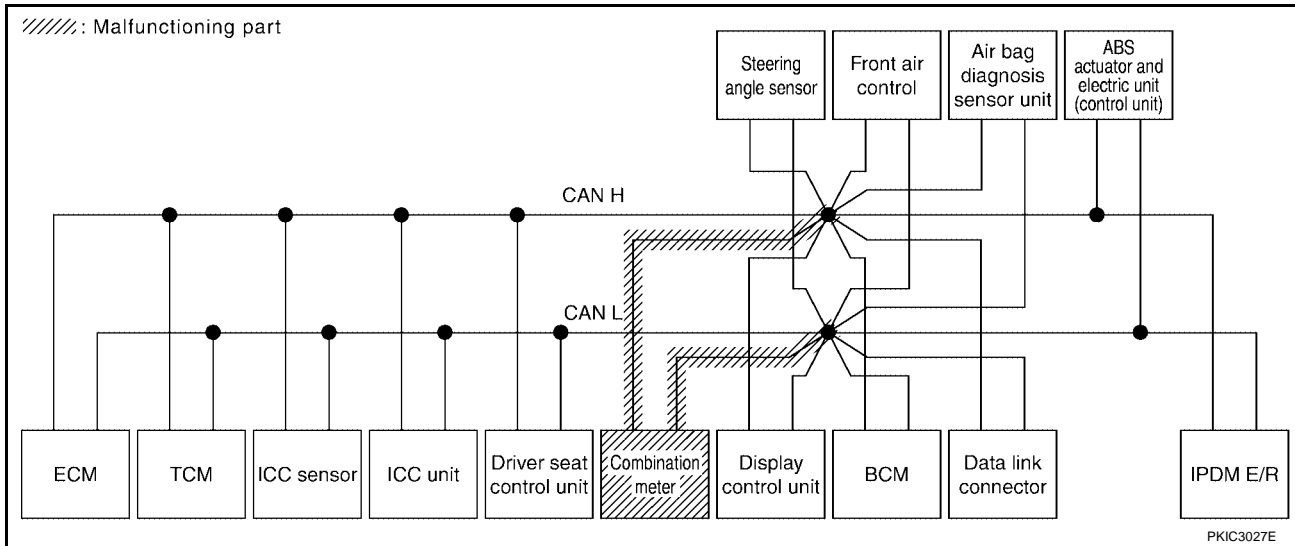 : Malfunctioning part
Steering
angle sensor
Front air
control
Air bag
diagnosis
sensor unit
ABS
actuator and
electric unit
(control unit)
CAN H
CAN L
ECM
TCM
ICC sensor
ICC unit
Driver seat
control unit
Combination
meter
Display
control unit
BCM
Data link
connector
IPDM E/R
PKIC3027E